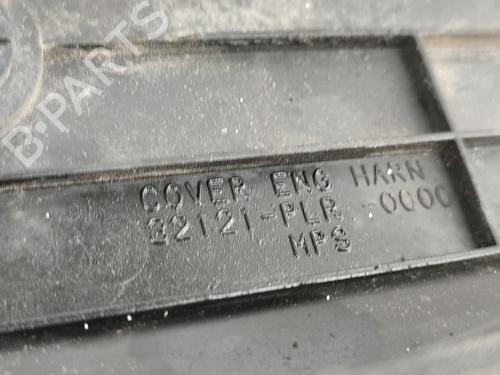 B-PARTS
COVER ENG HARN
32121-PLR -0000
MPS